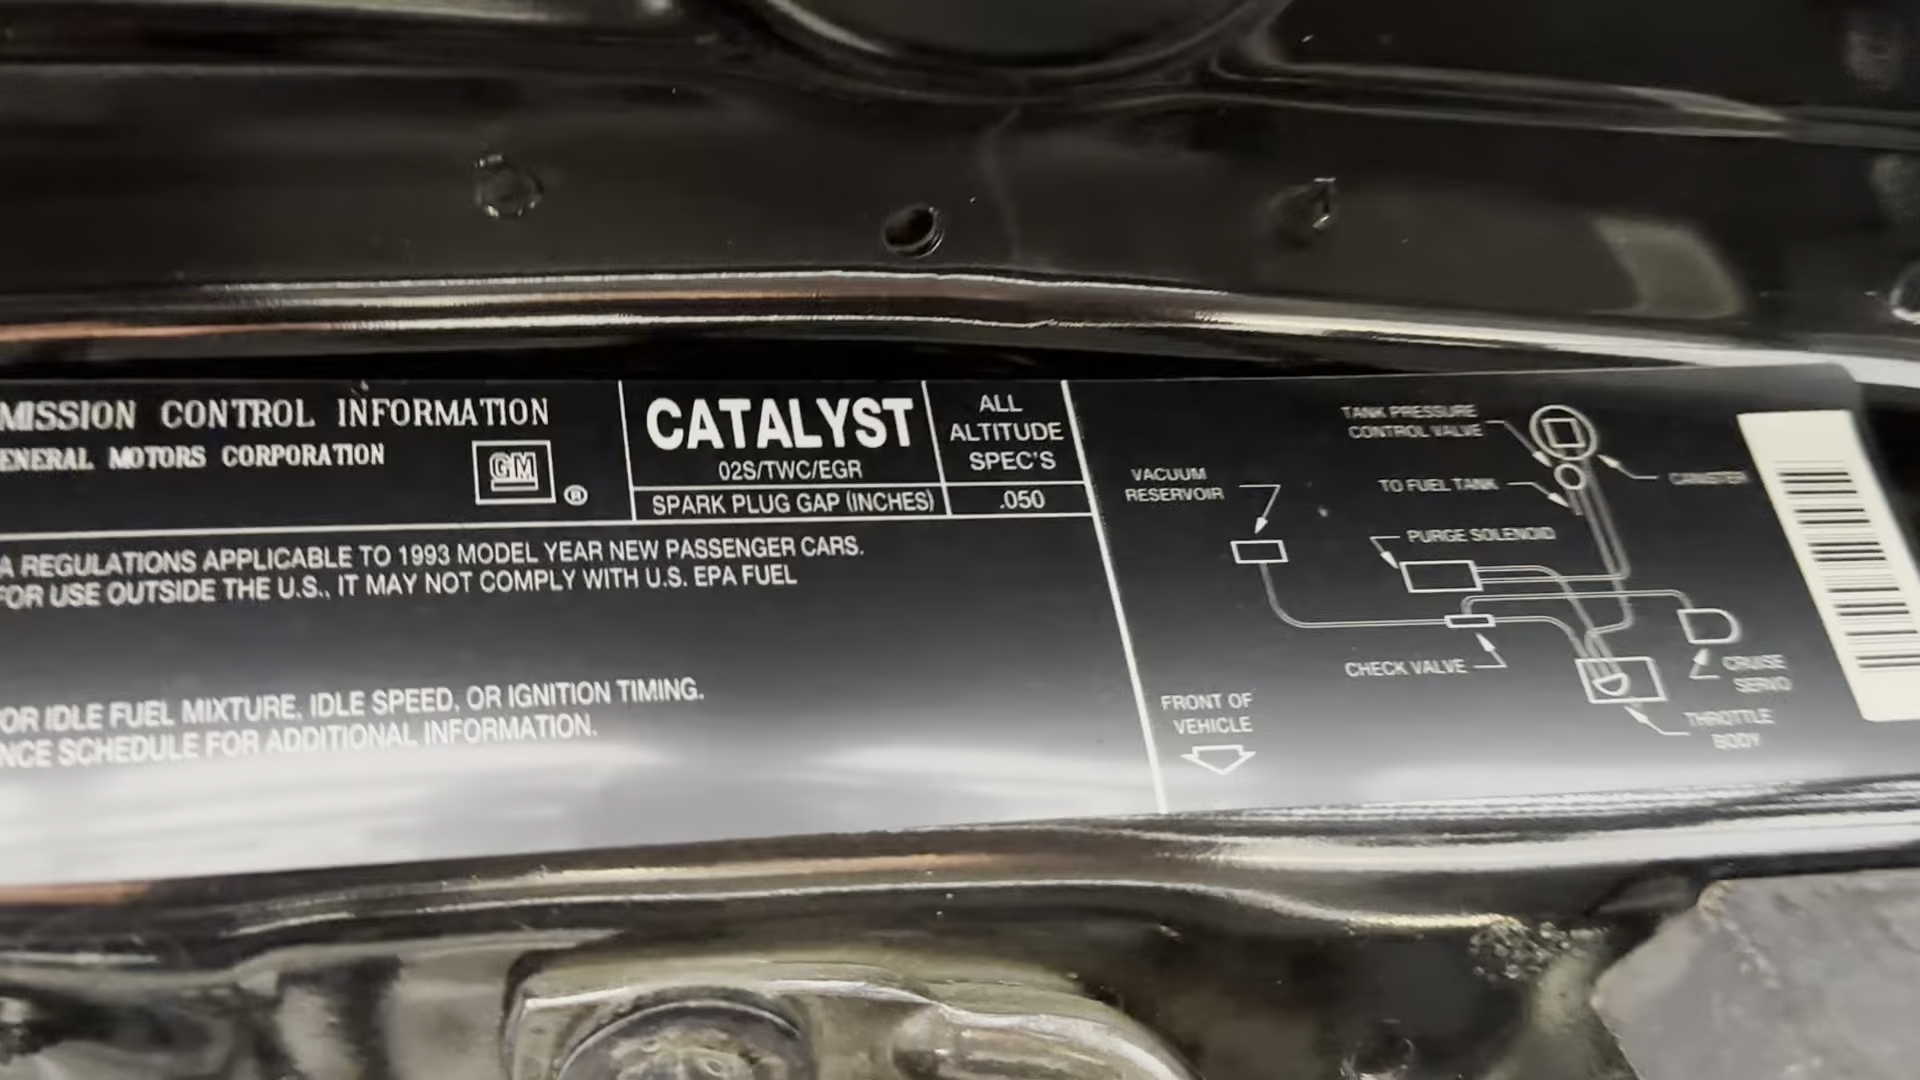 MISSION CONTROL INFORMATION
ENERAL MOTORS CORPORATION
GM
®
CATALYST
02S/TWC/EGR
SPARK PLUG GAP (INCHES)
ALL
ALTITUDE
SPEC'S
.050
A REGULATIONS APPLICABLE TO 1993 MODEL YEAR NEW PASSENGER CARS.
FOR USE OUTSIDE THE U.S., IT MAY NOT COMPLY WITH U.S. EPA FUEL
OR IDLE FUEL MIXTURE, IDLE SPEED, OR IGNITION TIMING.
NCE SCHEDULE FOR ADDITIONAL INFORMATION.
TANK PRESSURE
CONTROL VALVE
CANISTER
VACUUM
RESERVOIR
TO FUEL TANK
PURGE SOLENOID
CHECK VALVE
CRUISE
SERVO
THROTTLE
BODY
FRONT OF
VEHICLE